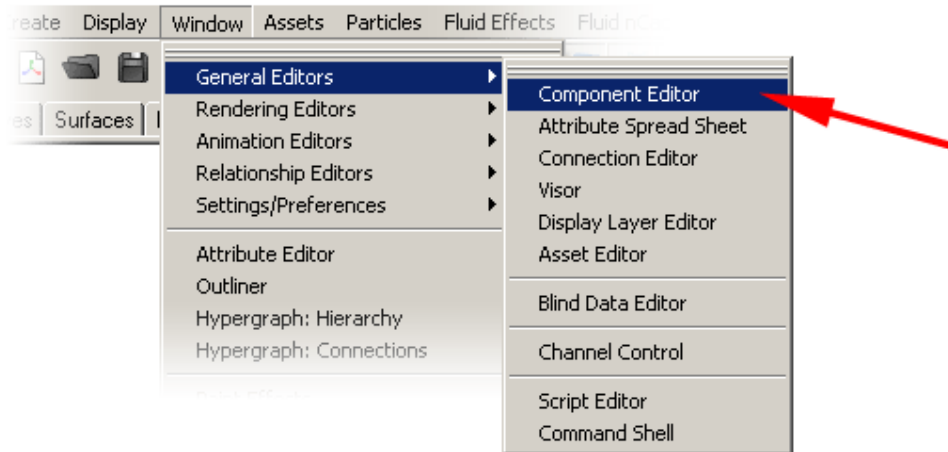 Create Display Window Assets Particles Fluid Effects Fluid
Surfaces
General Editors
Rendering Editors
Animation Editors
Relationship Editors
Settings/Preferences
Attribute Editor
Outliner
Hypergraph: Hierarchy
Hypergraph: Connections
Component Editor
Attribute Spread Sheet
Connection Editor
Visor
Display Layer Editor
Asset Editor
Blind Data Editor
Channel Control
Script Editor
Command Shell